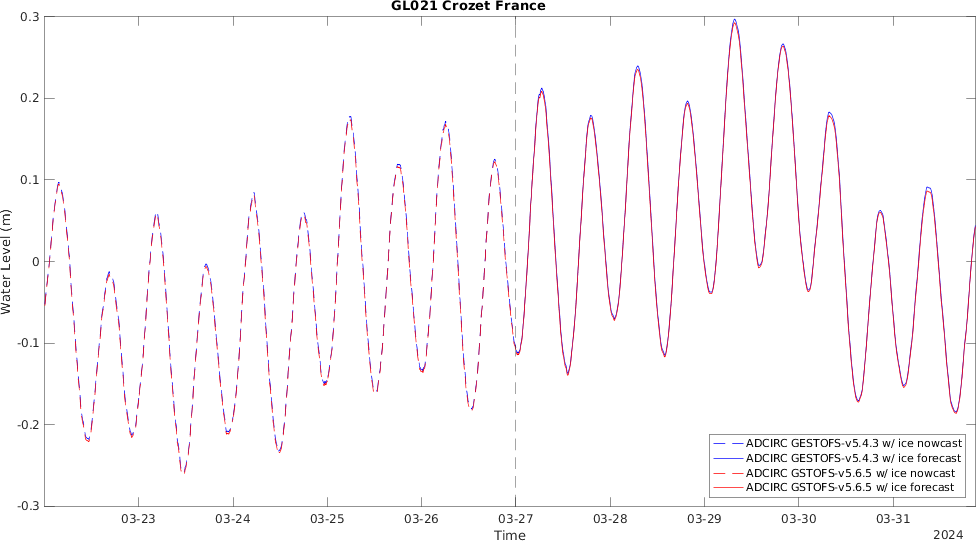 GL021 Crozet France
0.3
0.2
0.1
0
-0.1
-0.2
-0.3
Water Level (m)
ADCIRC GESTOFS-v5.4.3 w/ ice nowcast
ADCIRC GESTOFS-v5.4.3 w/ ice forecast
ADCIRC GSTOFS-v5.6.5 w/ ice nowcast
ADCIRC GSTOFS-v5.6.5 w/ ice forecast
03-23 03-24 03-25 03-26 03-27 03-28 03-29 03-30 03-31
Time
2024